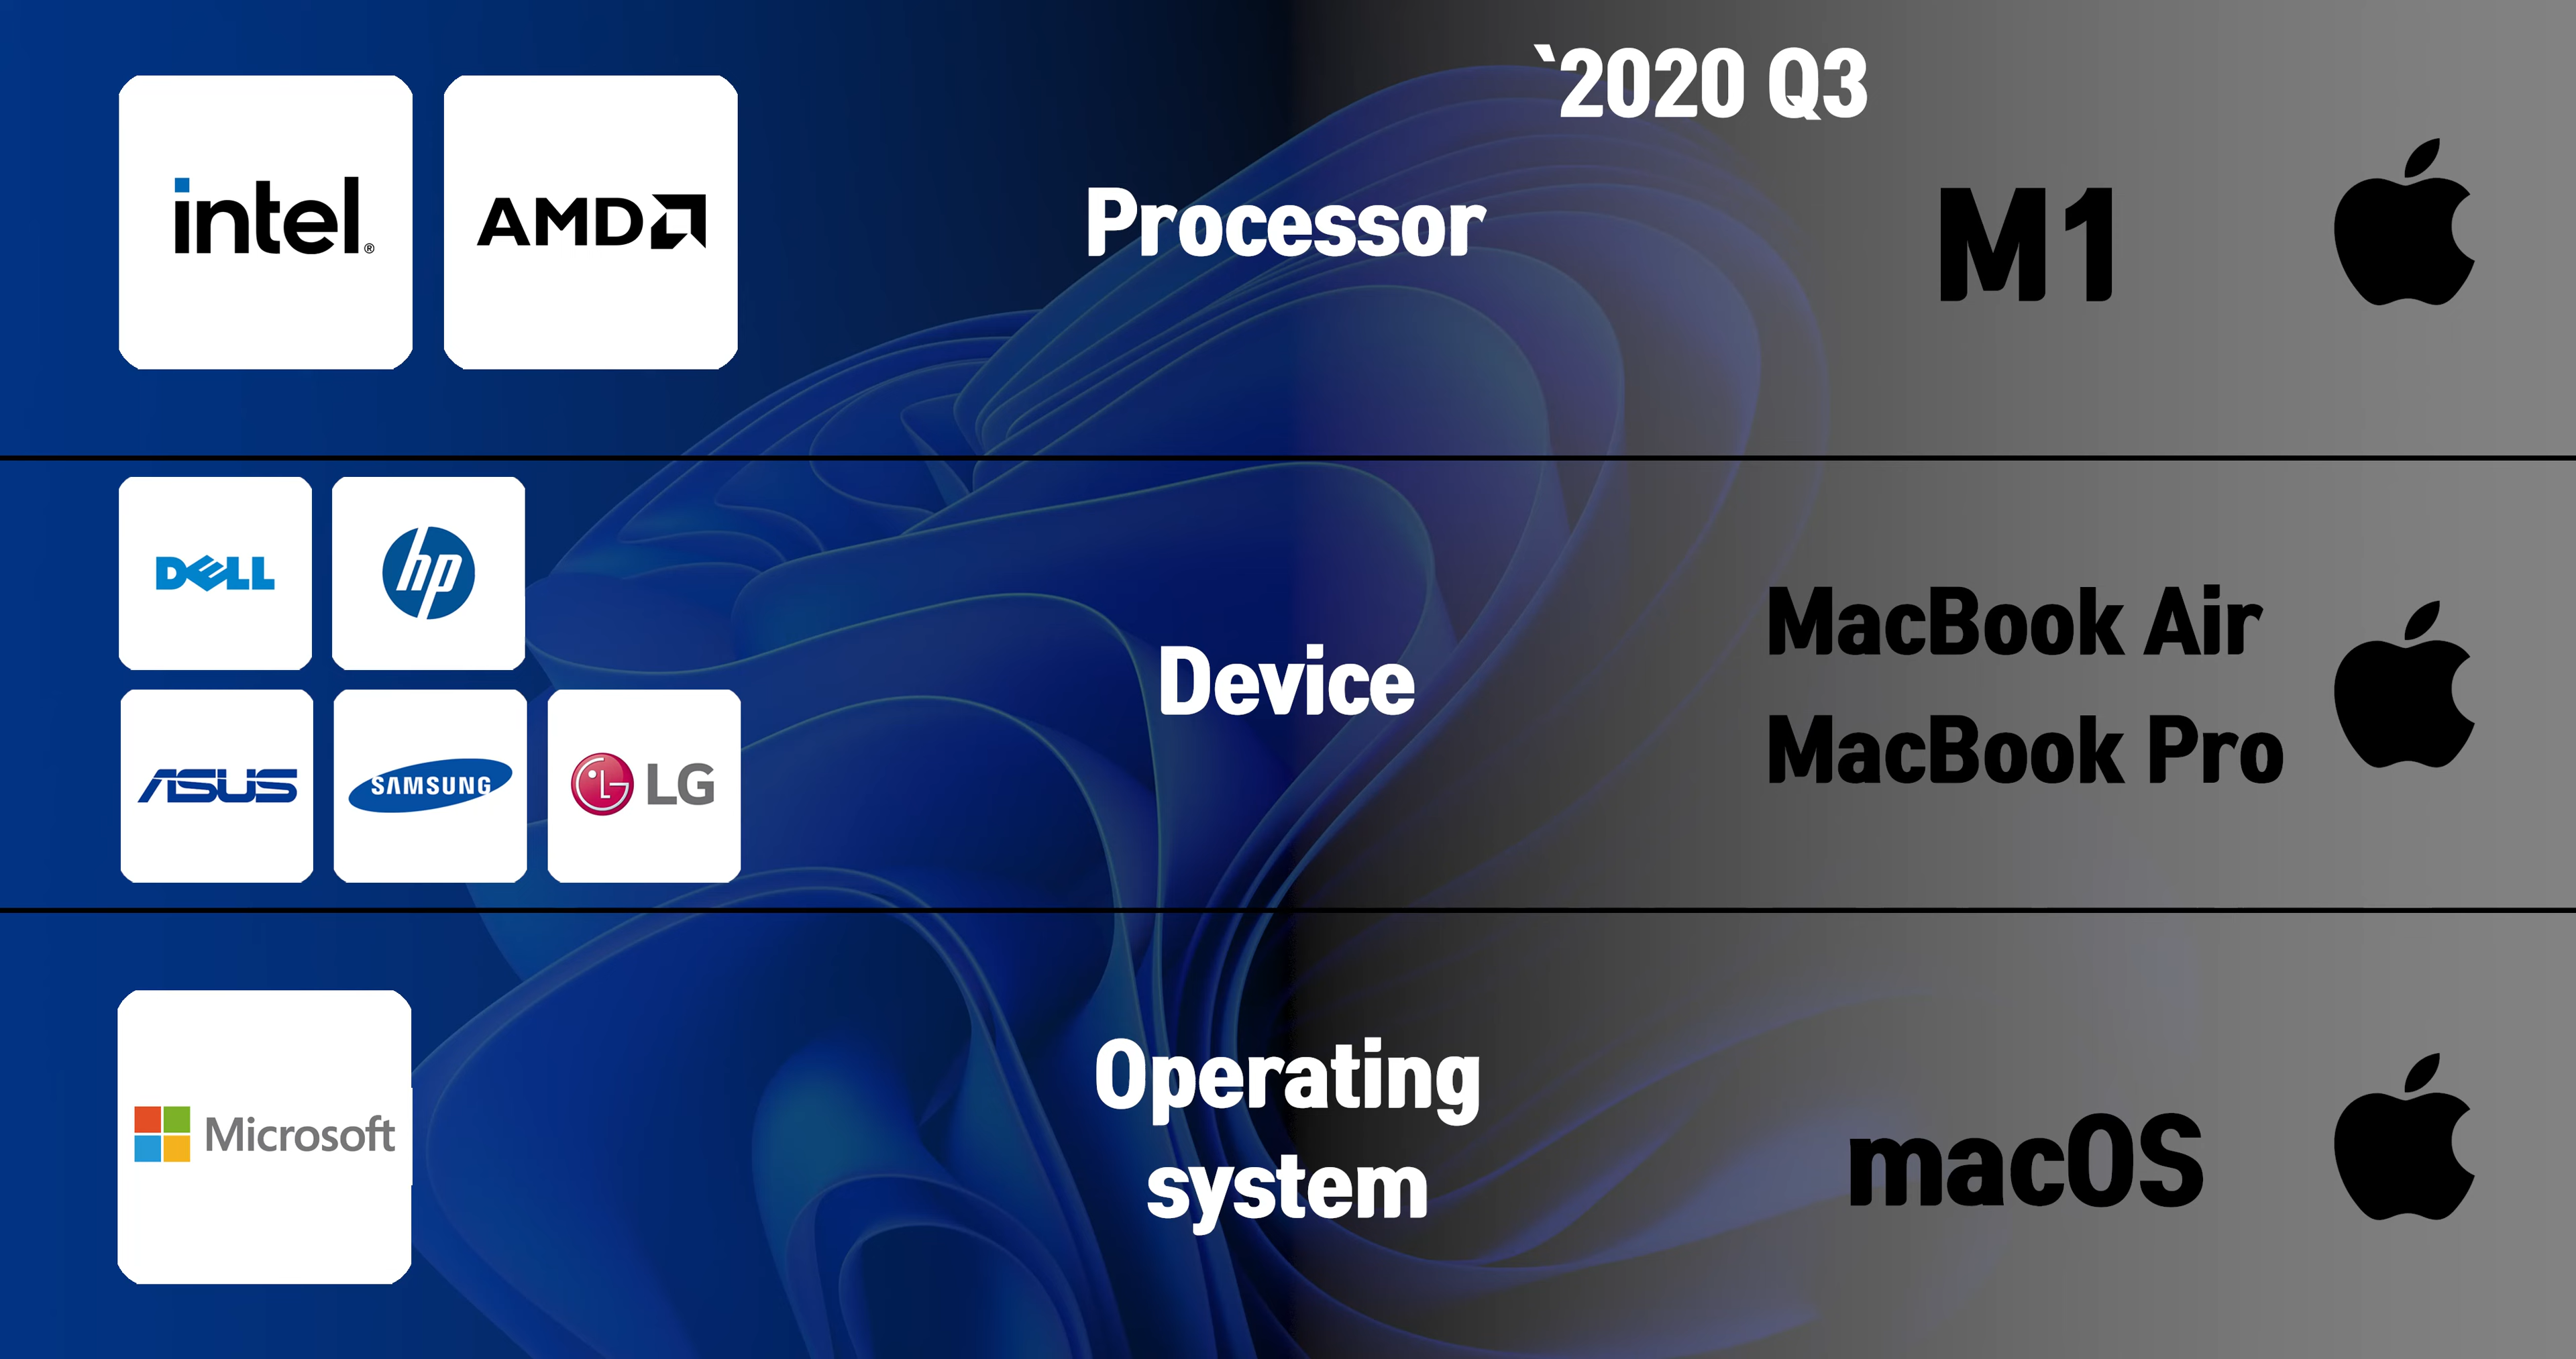 `2020 Q3
intel®
AMD
Processor
M1
DELL
hp
MacBook Air
Device
ASUS
SAMSUNG
LG
MacBook Pro
Operating
system
Microsoft
macOS